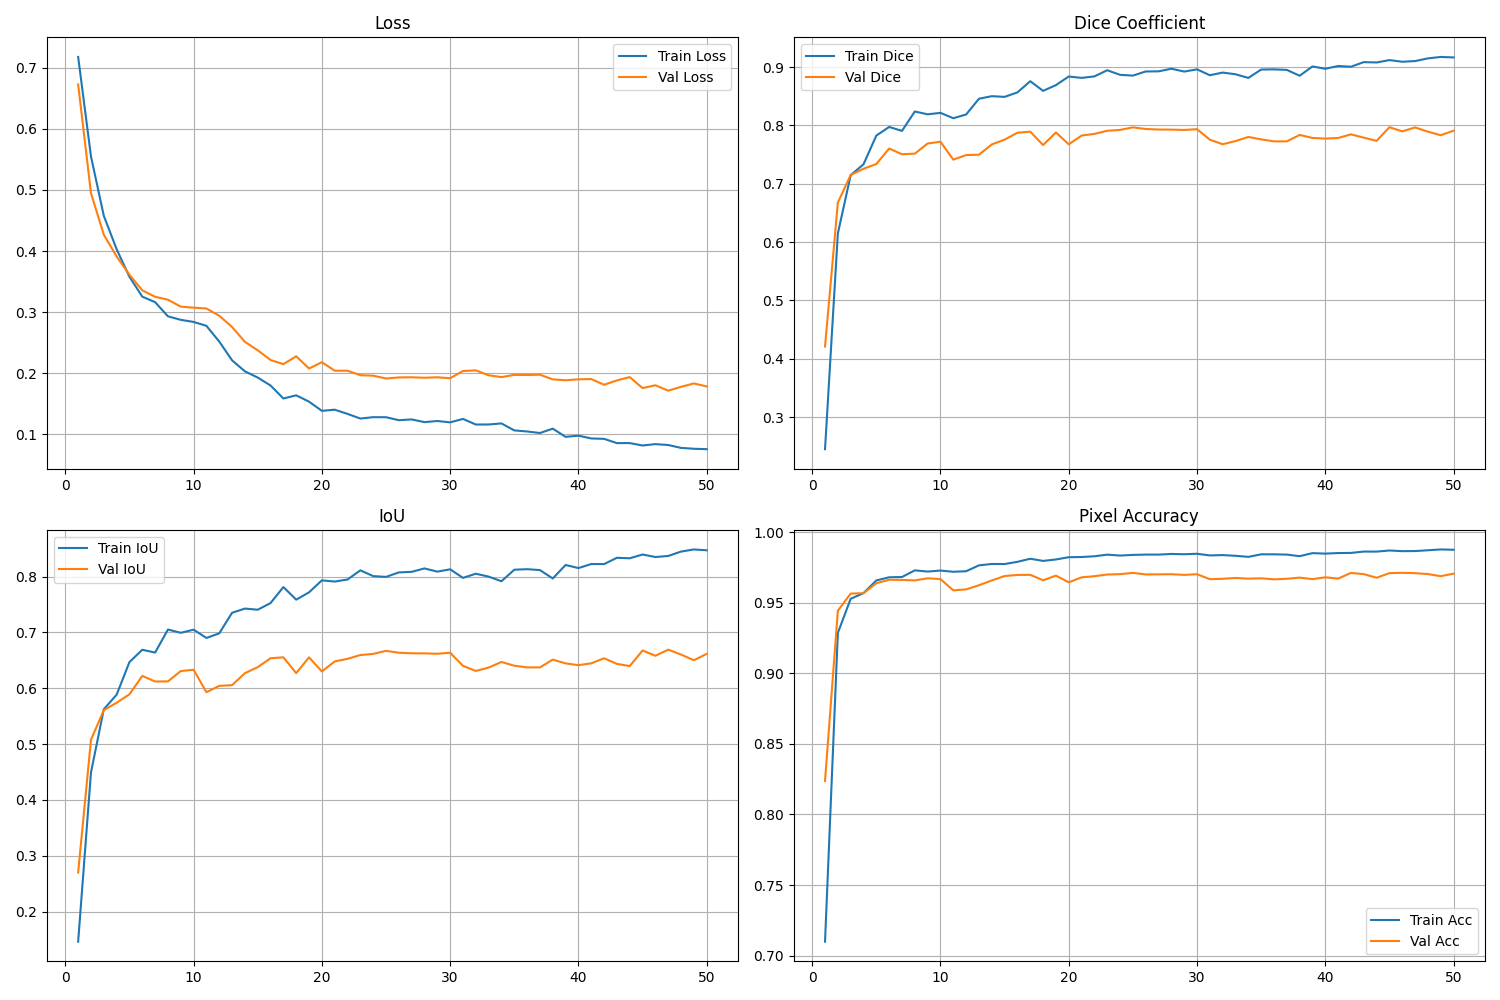 Loss
0.7
0.6
0.5
0.4
0.3
0.2
0.1
0 10 20 30 40 50
Train Loss
Val Loss
Dice Coefficient
0.9
0.8
0.7
0.6
0.5
0.4
0.3
0 10 20 30 40 50
Train Dice
Val Dice
IoU
0.8
0.7
0.6
0.5
0.4
0.3
0.2
0 10 20 30 40 50
Train IoU
Val IoU
Pixel Accuracy
1.00
0.95
0.90
0.85
0.80
0.75
0.70
0 10 20 30 40 50
Train Acc
Val Acc